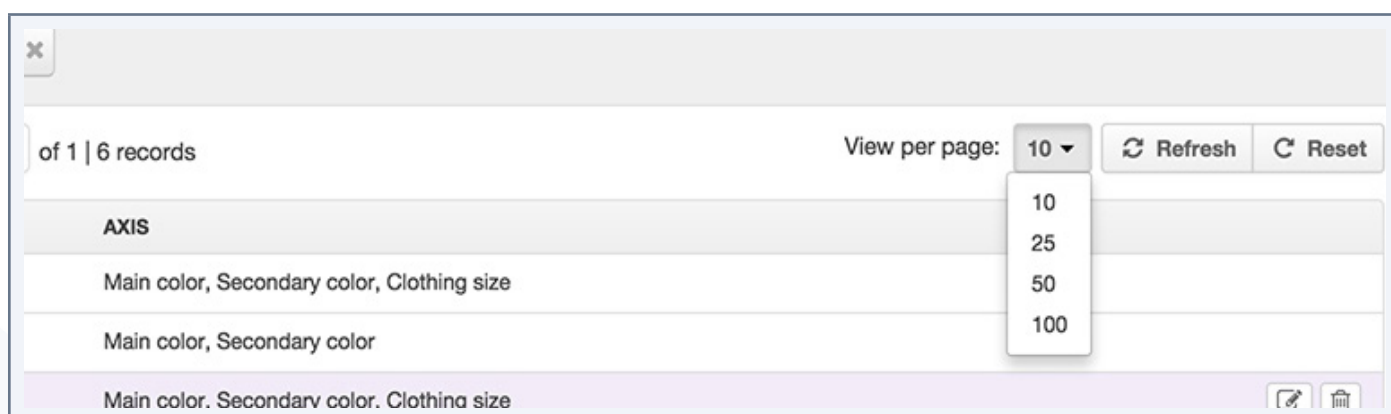 of 1 | 6 records View per page: 10 Refresh Reset
10
25
50
100
AXIS
Main color, Secondary color, Clothing size
Main color, Secondary color
Main color, Secondary color, Clothing size